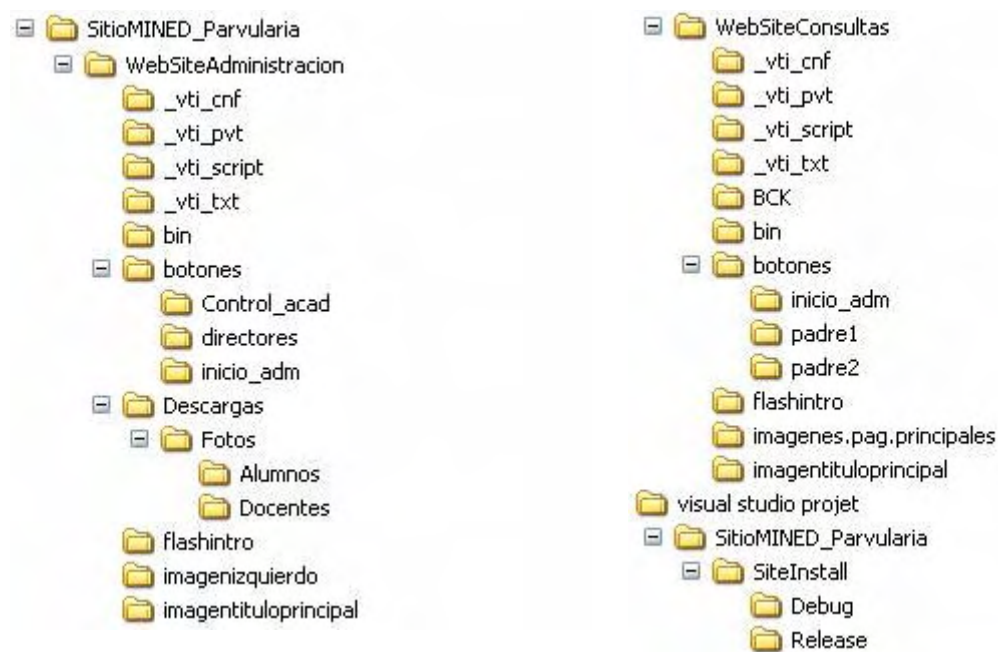 SitioMINED_Parvularia
WebSiteAdministracion
_vti_cnf
_vti_pvt
_vti_script
_vti_txt
bin
botones
Control_acad
directores
inicio_adm
Descargas
Fotos
Alumnos
Docentes
flashintro
imagenizquierdo
imagentituloprincipal
WebSiteConsultas
_vti_cnf
_vti_pvt
_vti_script
_vti_txt
BCK
bin
botones
inicio_adm
padre1
padre2
flashintro
imagenes.pag.principales
imagentituloprincipal
visual studio projet
SitioMINED_Parvularia
SiteInstall
Debug
Release